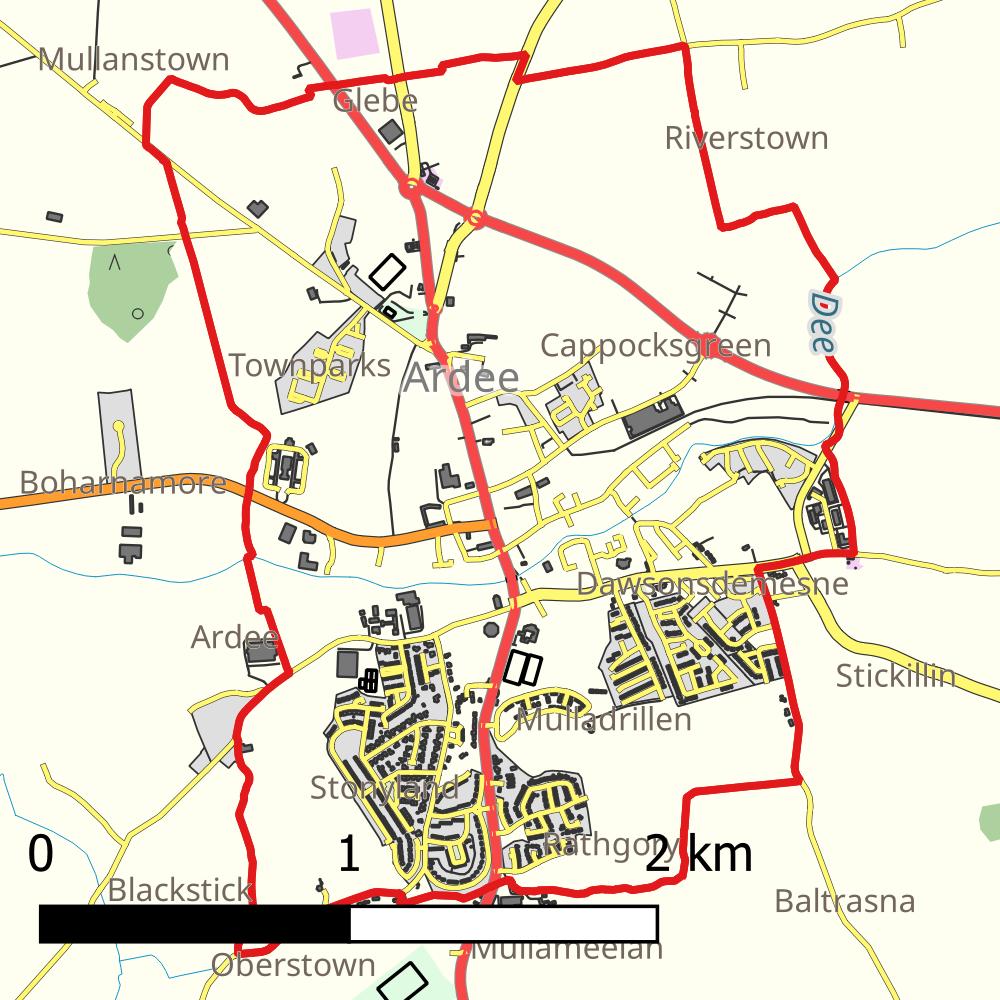 Mullanstown
Glebe
Riverstown
Dee
Cappocksgreen
Townparks
Ardee
Boharnamore
Dawsonsdemesne
Ardee
Stickillin
Mulladrillen
Stonyland
Rathgory
0 1 2 km
Blackstick
Baltrasna
Mullameelan
Oberstown